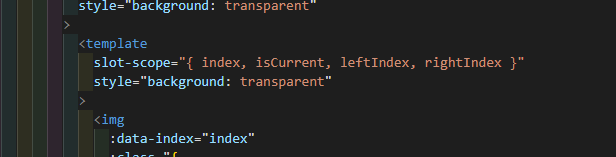 style="background: transparent"
>
<template
slot-scope="{ index, isCurrent, leftIndex, rightIndex }"
style="background: transparent"
>
<img
:data-index="index"
:class="{